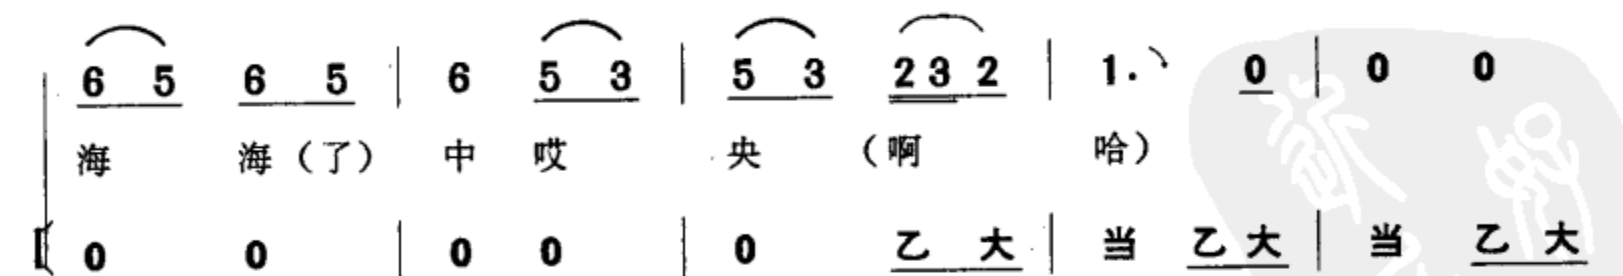 6 5 6 5 | 6 5 3 | 5 3 2 3 2 | 1. 0 | 0 0
海 海（了） 中 哎 央 （啊 哈）
0 0 | 0 0 | 0 乙 大 | 当 乙 大 | 当 乙 大